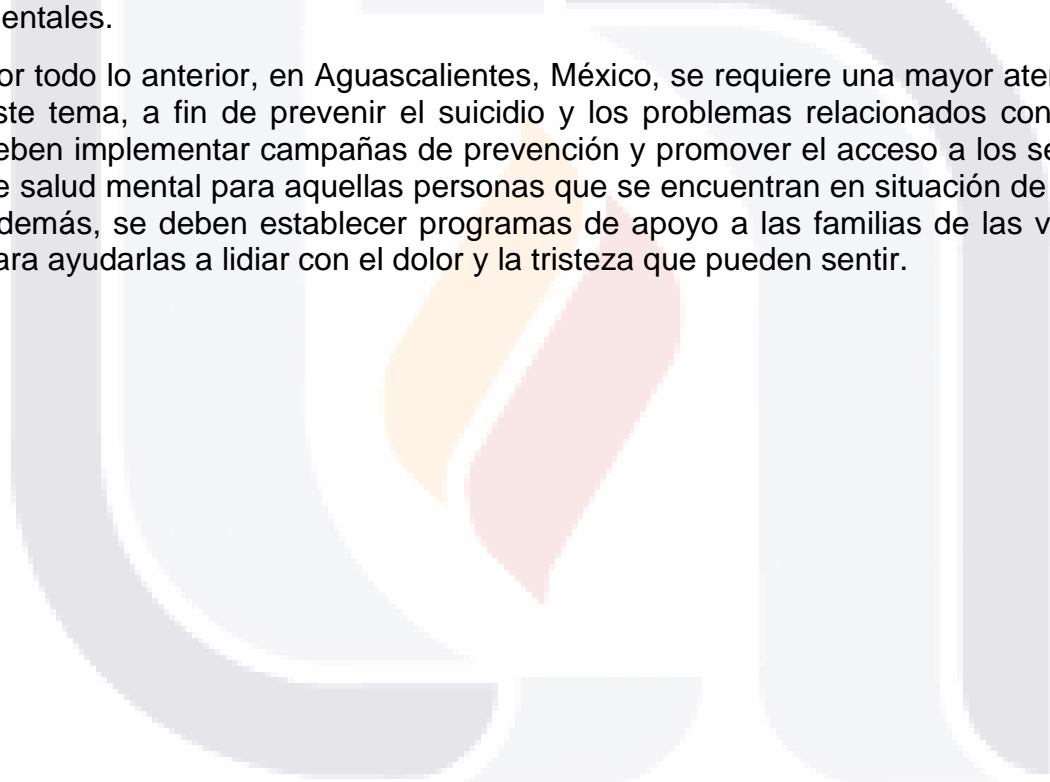 entales.
or todo lo anterior, en Aguascalientes, México, se requiere una mayor ate
ste tema, a fin de prevenir el suicidio y los problemas relacionados con
eben implementar campañas de prevención y promover el acceso a los se
e salud mental para aquellas personas que se encuentran en situación de
demás, se deben establecer programas de apoyo a las familias de las v
ara ayudarlas a lidiar con el dolor y la tristeza que pueden sentir.